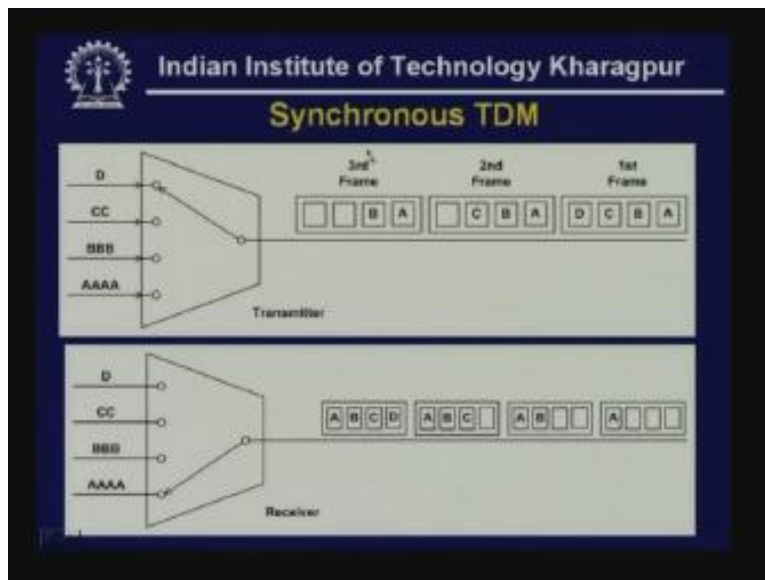 Indian Institute of Technology Kharagpur
Synchronous TDM
3rd Frame
2nd Frame
1st Frame
D
CC
BBB
AAAA
B A
C B A
D C B A
Transmitter
D
CC
BBB
AAAA
A B C D
A B C
A B
A
Receiver